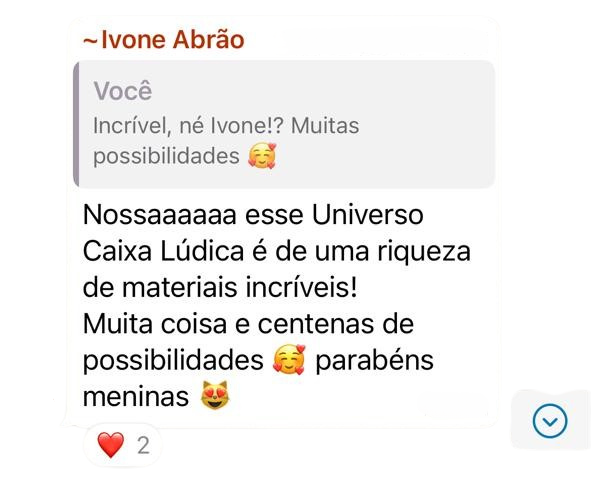 ~Ivone Abrão
Você
Incrível, né Ivone!? Muitas
possibilidades 🥰
Nossaaaaaa esse Universo
Caixa Lúdica é de uma riqueza
de materiais incríveis!
Muita coisa e centenas de
possibilidades 🥰 parabéns
meninas 😻
❤️ 2